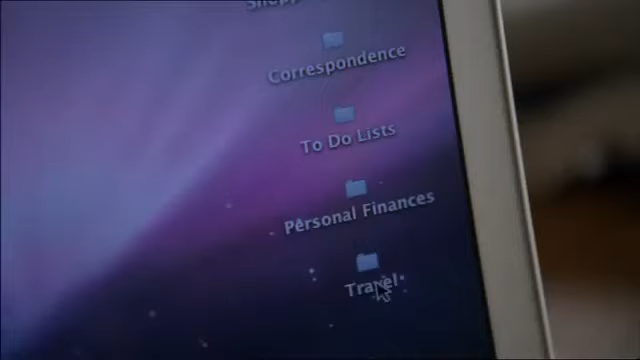 Correspondence
To Do Lists
Personal Finances
Travel